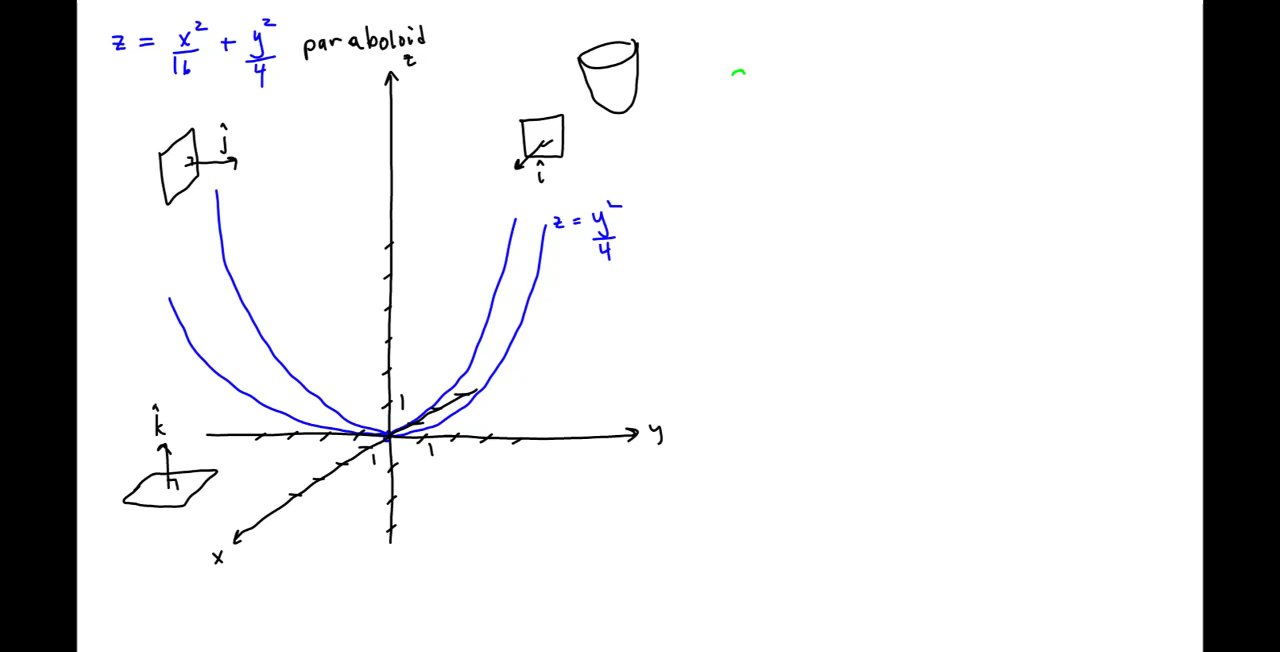 z = x²/16 + y²/4 paraboloid
z
ĵ
î
z = y²/4
1
k̂
y
1
1
x